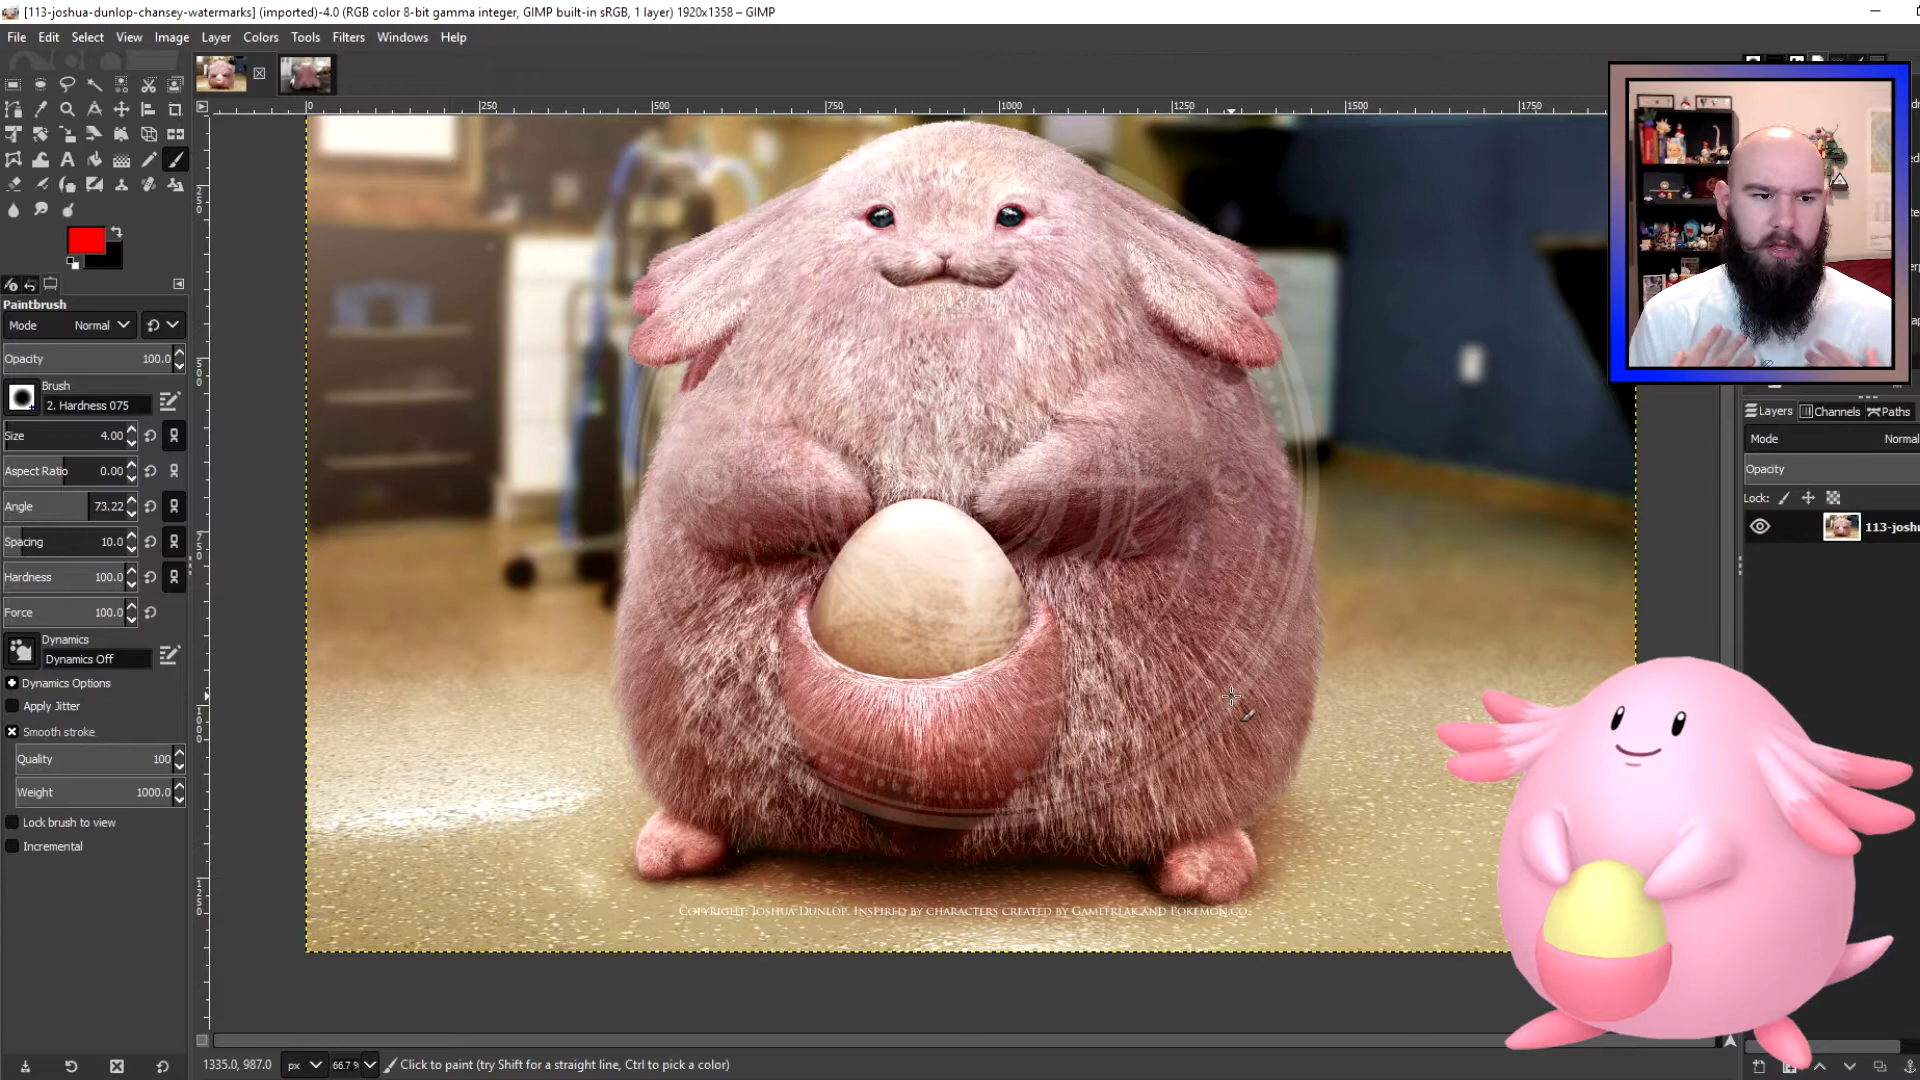 [113-joshua-dunlop-chansey-watermarks] (imported)-4.0 (RGB color 8-bit gamma integer, GIMP built-in sRGB, 1 layer) 1920x1358 – GIMP
File Edit Select View Image Layer Colors Tools Filters Windows Help
0 250 500 750 1000 1250 1500 1750
250
500
750
1000
1250
Paintbrush
Mode Normal
Opacity 100.0
Brush
2. Hardness 075
Size 4.00
Aspect Ratio 0.00
Angle 73.22
Spacing 10.0
Hardness 100.0
Force 100.0
Dynamics
Dynamics Off
Dynamics Options
Apply Jitter
Smooth stroke
Quality 100
Weight 1000.0
Lock brush to view
Incremental
Copyright: Joshua Dunlop. Inspired by characters created by Gamefreak and Pokemon co.
Layers Channels Paths
Mode Normal
Opacity
Lock:
113-joshu
1335.0, 987.0 px 66.7 % Click to paint (try Shift for a straight line, Ctrl to pick a color)